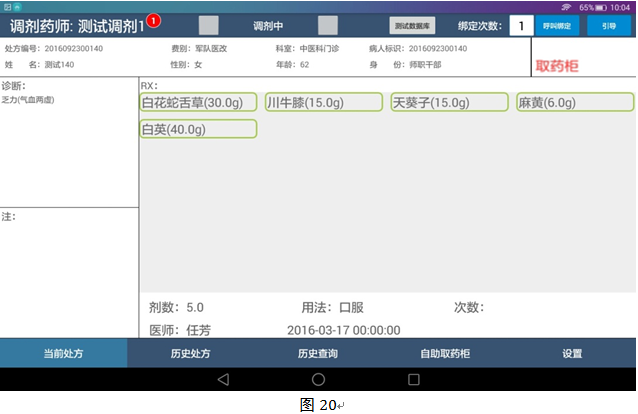 65% 10:04
调剂药师: 测试调剂1 1 调剂中 测试数据库 绑定次数: 1 呼叫绑定 引导
处方编号: 2016092300140 费别: 军队医改 科室: 中医科门诊 病人标识: 2016092300140
姓 名: 测试140 性别: 女 年龄: 62 身 份: 师职干部
取药柜
诊断:
乏力(气血两虚)
RX:
白花蛇舌草(30.0g) 川牛膝(15.0g) 天葵子(15.0g) 麻黄(6.0g)
白英(40.0g)
注:
剂数: 5.0 用法: 口服 次数:
医师: 任芳 2016-03-17 00:00:00
当前处方 历史处方 历史查询 自助取药柜 设置
图 20